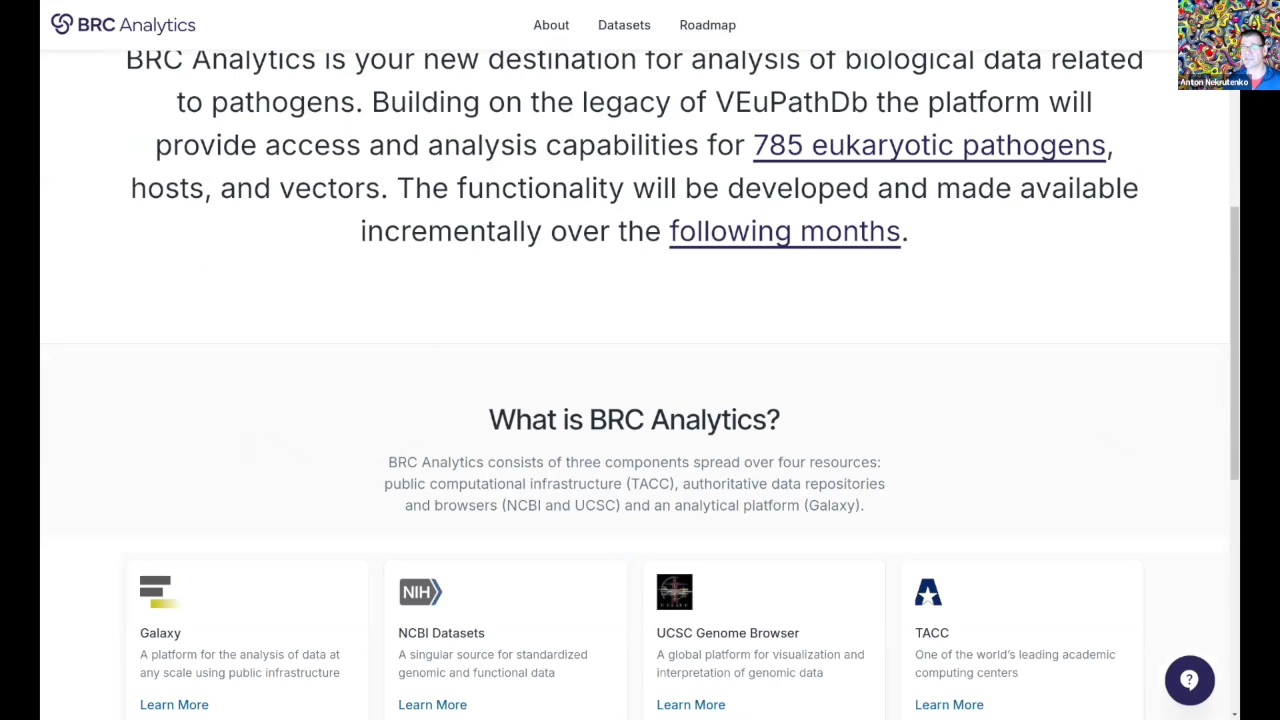 BRC Analytics
About
Datasets
Roadmap
Anton Nekrutenko
BRC Analytics is your new destination for analysis of biological data related
to pathogens. Building on the legacy of VEuPathDb the platform will
provide access and analysis capabilities for 785 eukaryotic pathogens,
hosts, and vectors. The functionality will be developed and made available
incrementally over the following months.
What is BRC Analytics?
BRC Analytics consists of three components spread over four resources:
public computational infrastructure (TACC), authoritative data repositories
and browsers (NCBI and UCSC) and an analytical platform (Galaxy).
Galaxy
A platform for the analysis of data at
any scale using public infrastructure
Learn More
NIH
NCBI Datasets
A singular source for standardized
genomic and functional data
Learn More
UCSC Genome Browser
A global platform for visualization and
interpretation of genomic data
Learn More
TACC
One of the world's leading academic
computing centers
Learn More
?